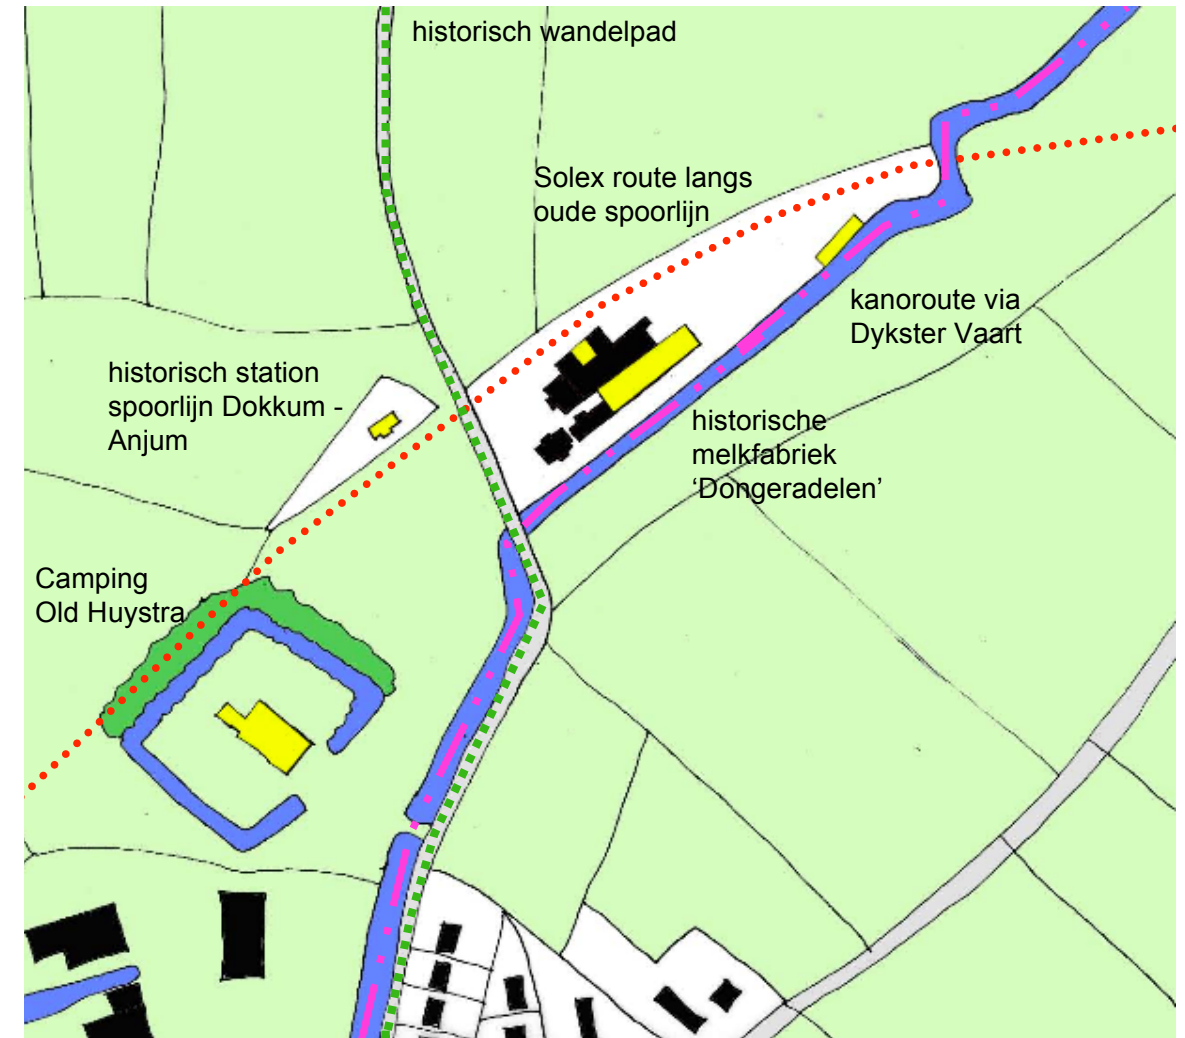 historisch wandelpad
Solex route langs
oude spoorlijn
kanoroute via
Dykster Vaart
historisch station
spoorlijn Dokkum -
Anjum
historische
melkfabriek
‘Dongeradelen’
Camping
Old Huystra